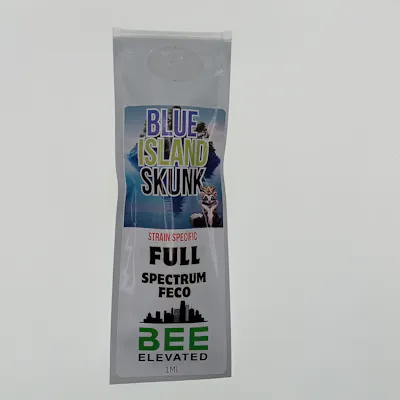 BLUE
ISLAND
SKUNK
STRAIN SPECIFIC
FULL
SPECTRUM
FECO
BEE
ELEVATED
1ML